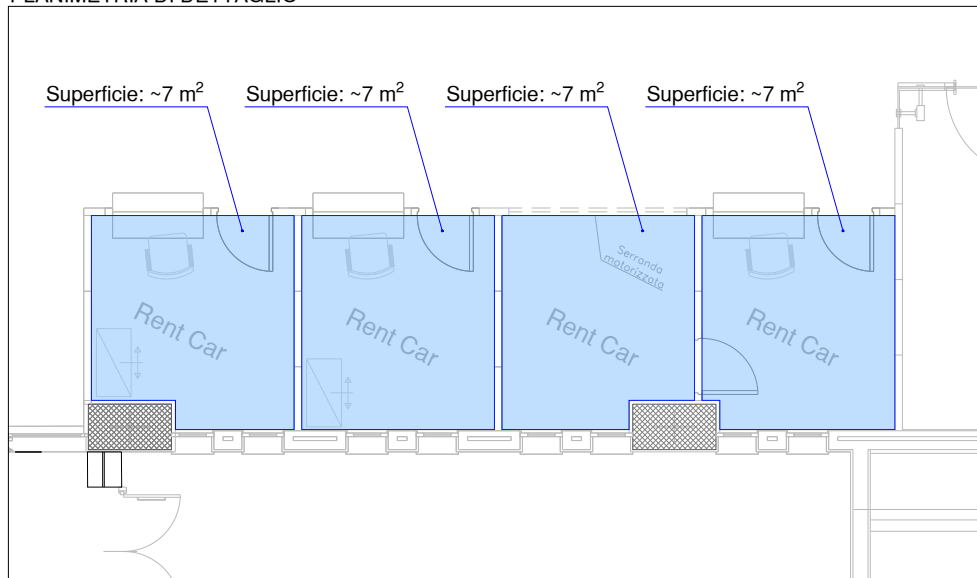 PLANIMETRIA DI DETTAGLIO
Superficie: ~7 m²
Superficie: ~7 m²
Superficie: ~7 m²
Superficie: ~7 m²
Serranda
motorizzata
Rent Car
Rent Car
Rent Car
Rent Car